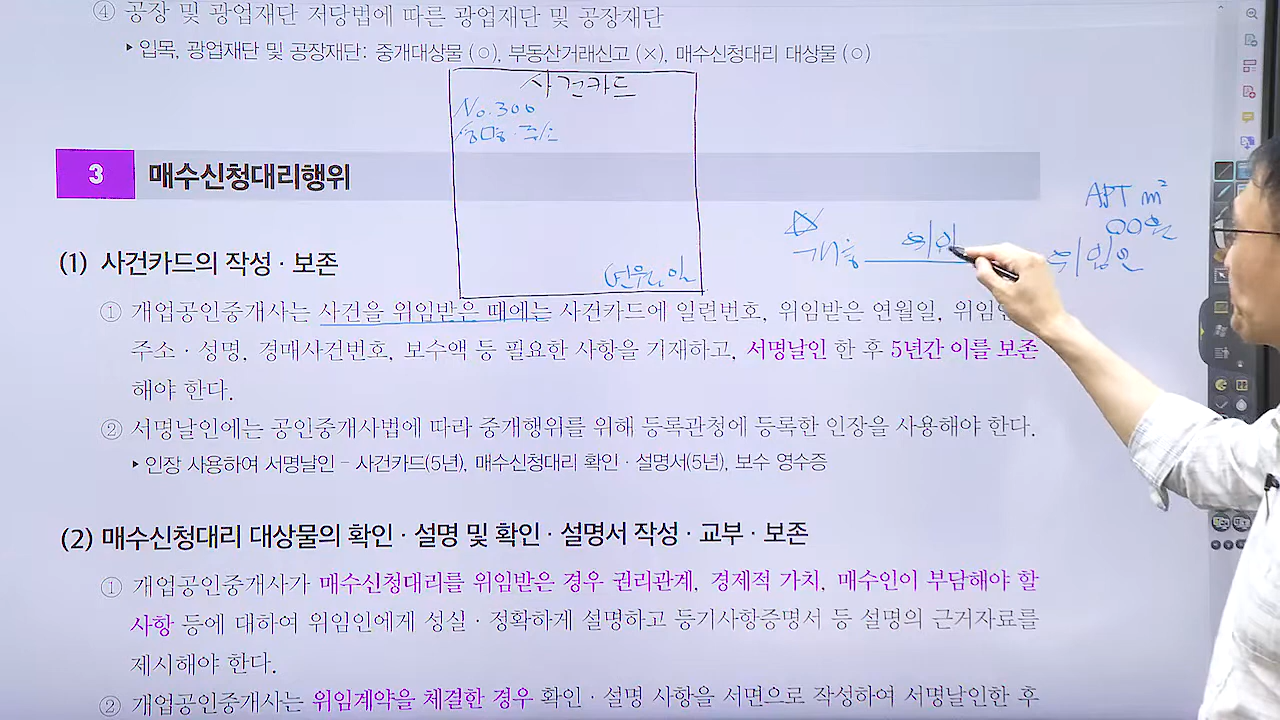 ④ 공장 및 광업재단 저당법에 따른 광업재단 및 공장재단
▸입목, 광업재단 및 공장재단: 중개대상물 (○), 부동산거래신고 (×), 매수신청대리 대상물 (○)
사건카드
No. 306
성명·주소
3 매수신청대리행위
APT m²
○○원
개공 위임 위임인
(1) 사건카드의 작성·보존
연월일
① 개업공인중개사는 사건을 위임받은 때에는 사건카드에 일련번호, 위임받은 연월일, 위임인
주소·성명, 경매사건번호, 보수액 등 필요한 사항을 기재하고, 서명날인 한 후 5년간 이를 보존
해야 한다.
② 서명날인에는 공인중개사법에 따라 중개행위를 위해 등록관청에 등록한 인장을 사용해야 한다.
▸인장 사용하여 서명날인 – 사건카드(5년), 매수신청대리 확인·설명서(5년), 보수 영수증
(2) 매수신청대리 대상물의 확인·설명 및 확인·설명서 작성·교부·보존
① 개업공인중개사가 매수신청대리를 위임받은 경우 권리관계, 경제적 가치, 매수인이 부담해야 할
사항 등에 대하여 위임인에게 성실·정확하게 설명하고 등기사항증명서 등 설명의 근거자료를
제시해야 한다.
② 개업공인중개사는 위임계약을 체결한 경우 확인·설명 사항을 서면으로 작성하여 서명날인한 후